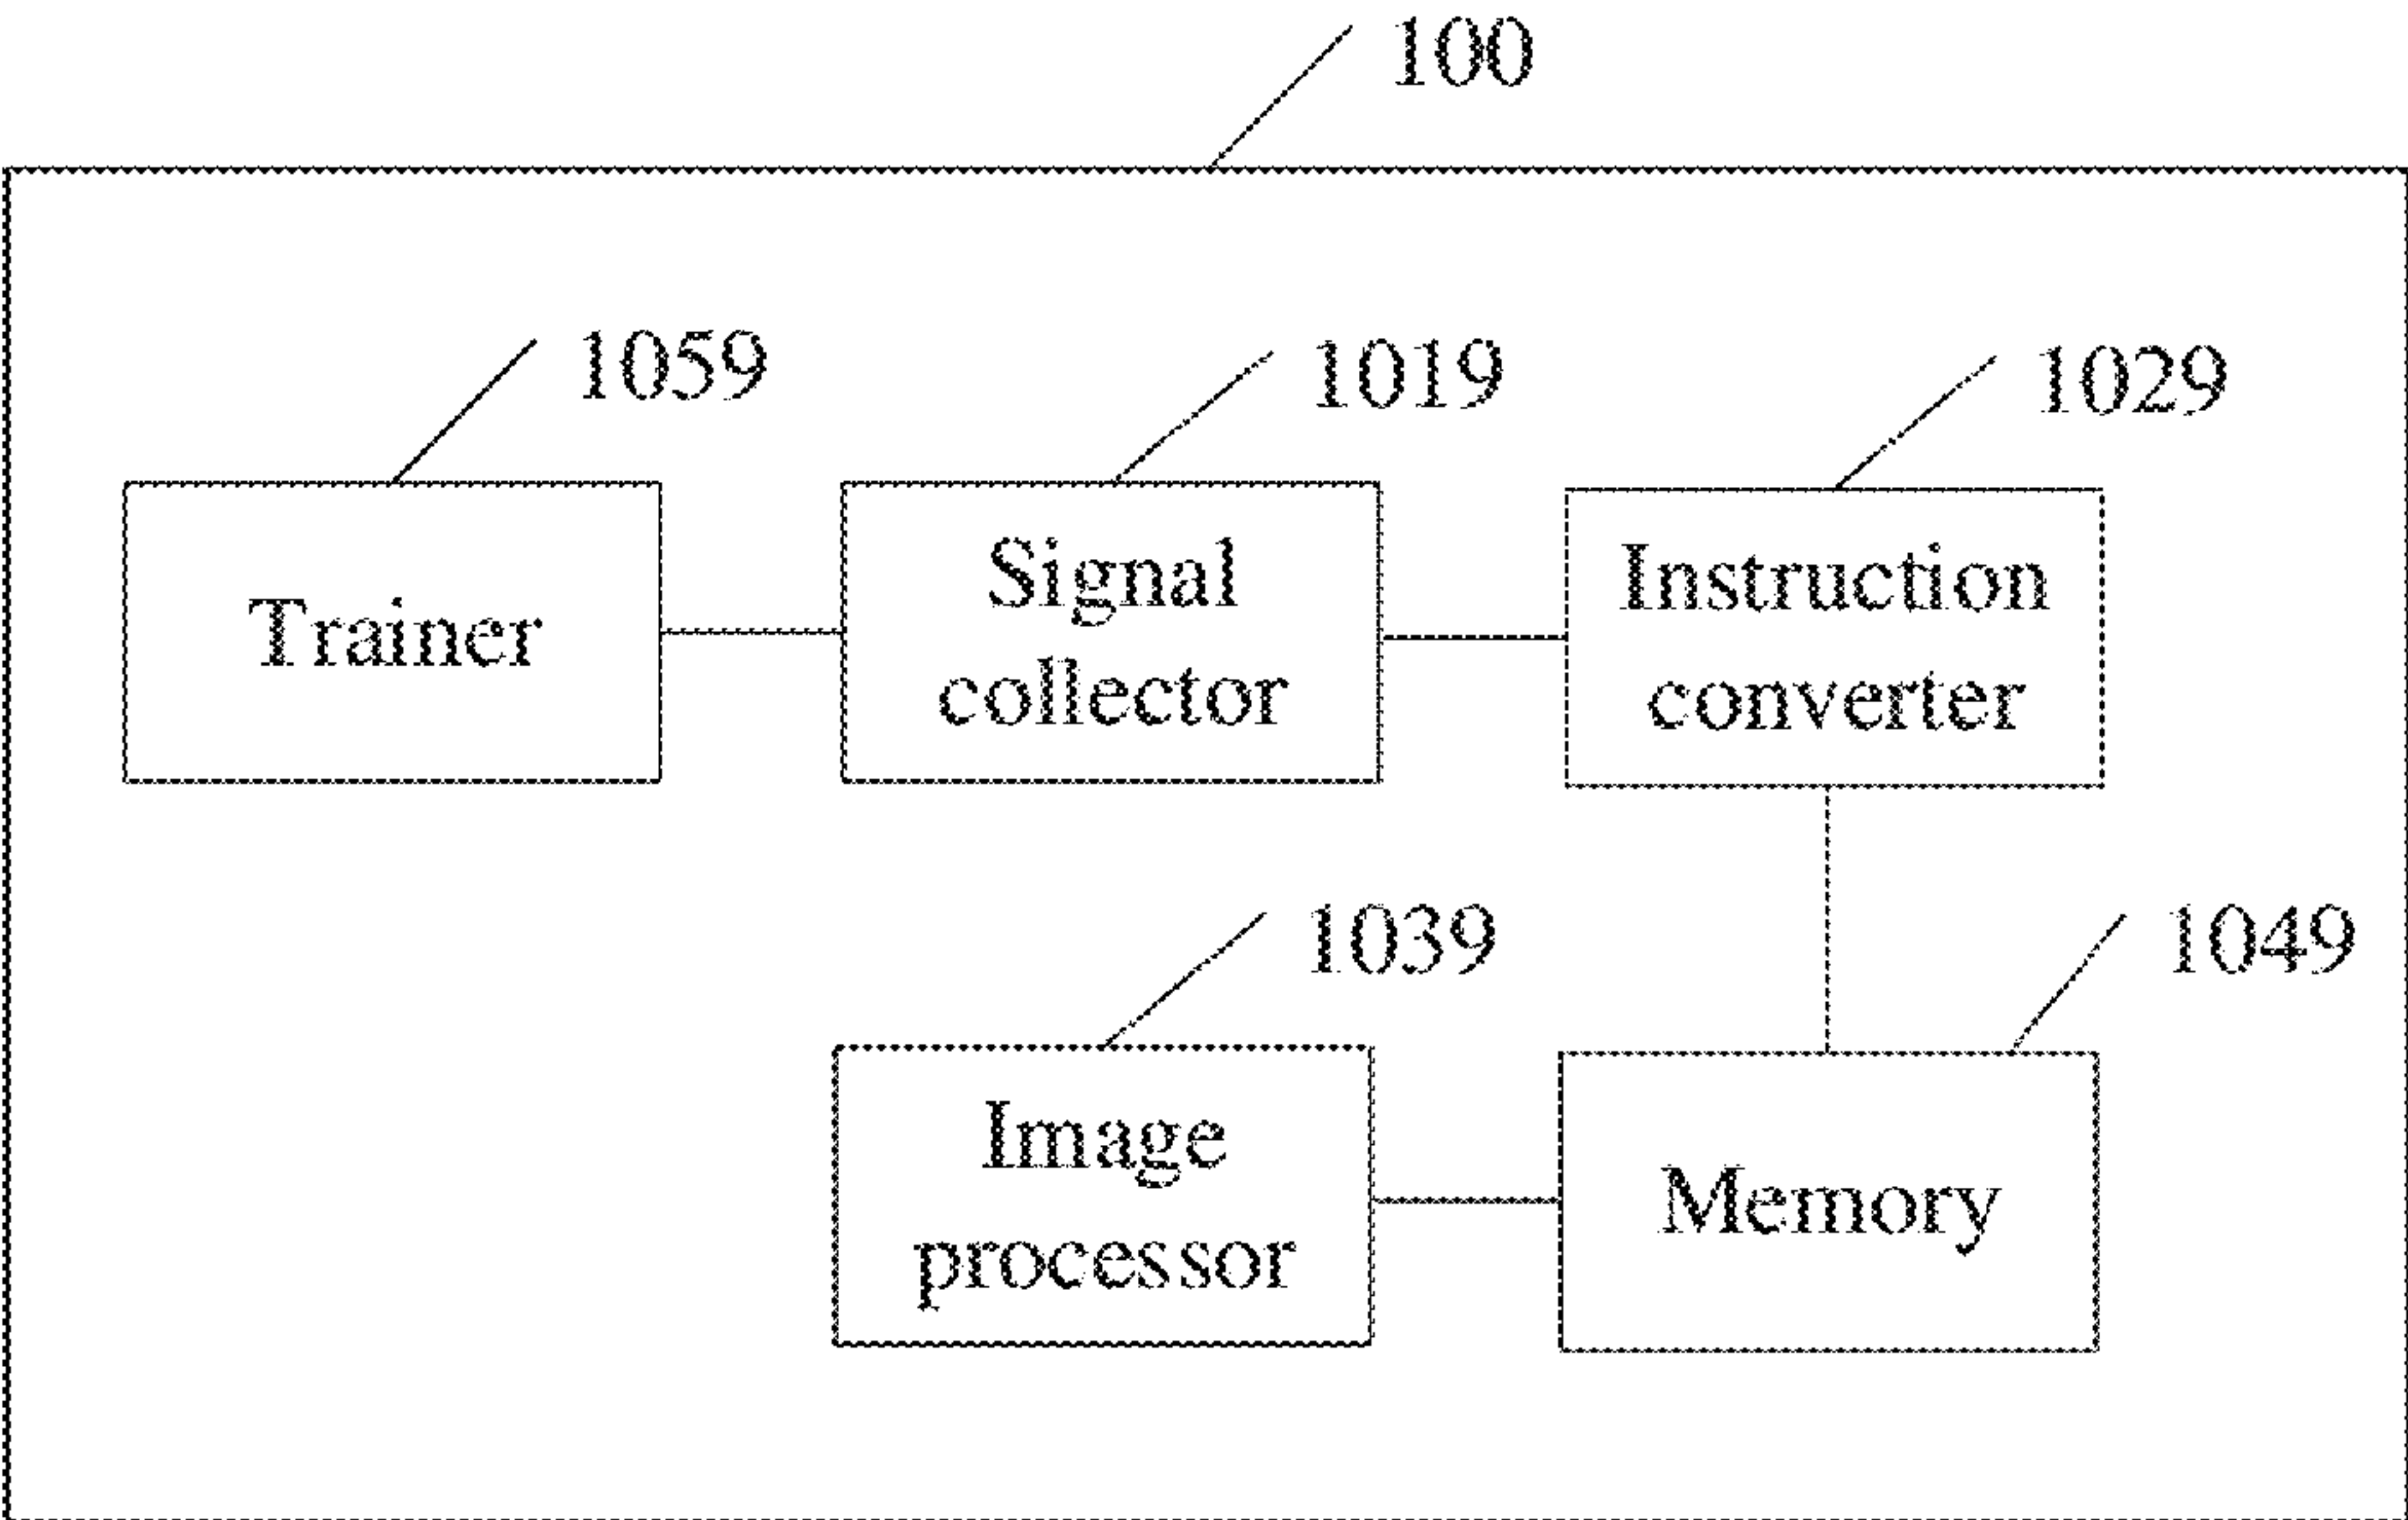 100
1059
1019
1029
Trainer
Signal
collector
Instruction
converter
1039
1049
Image
processor
Memory